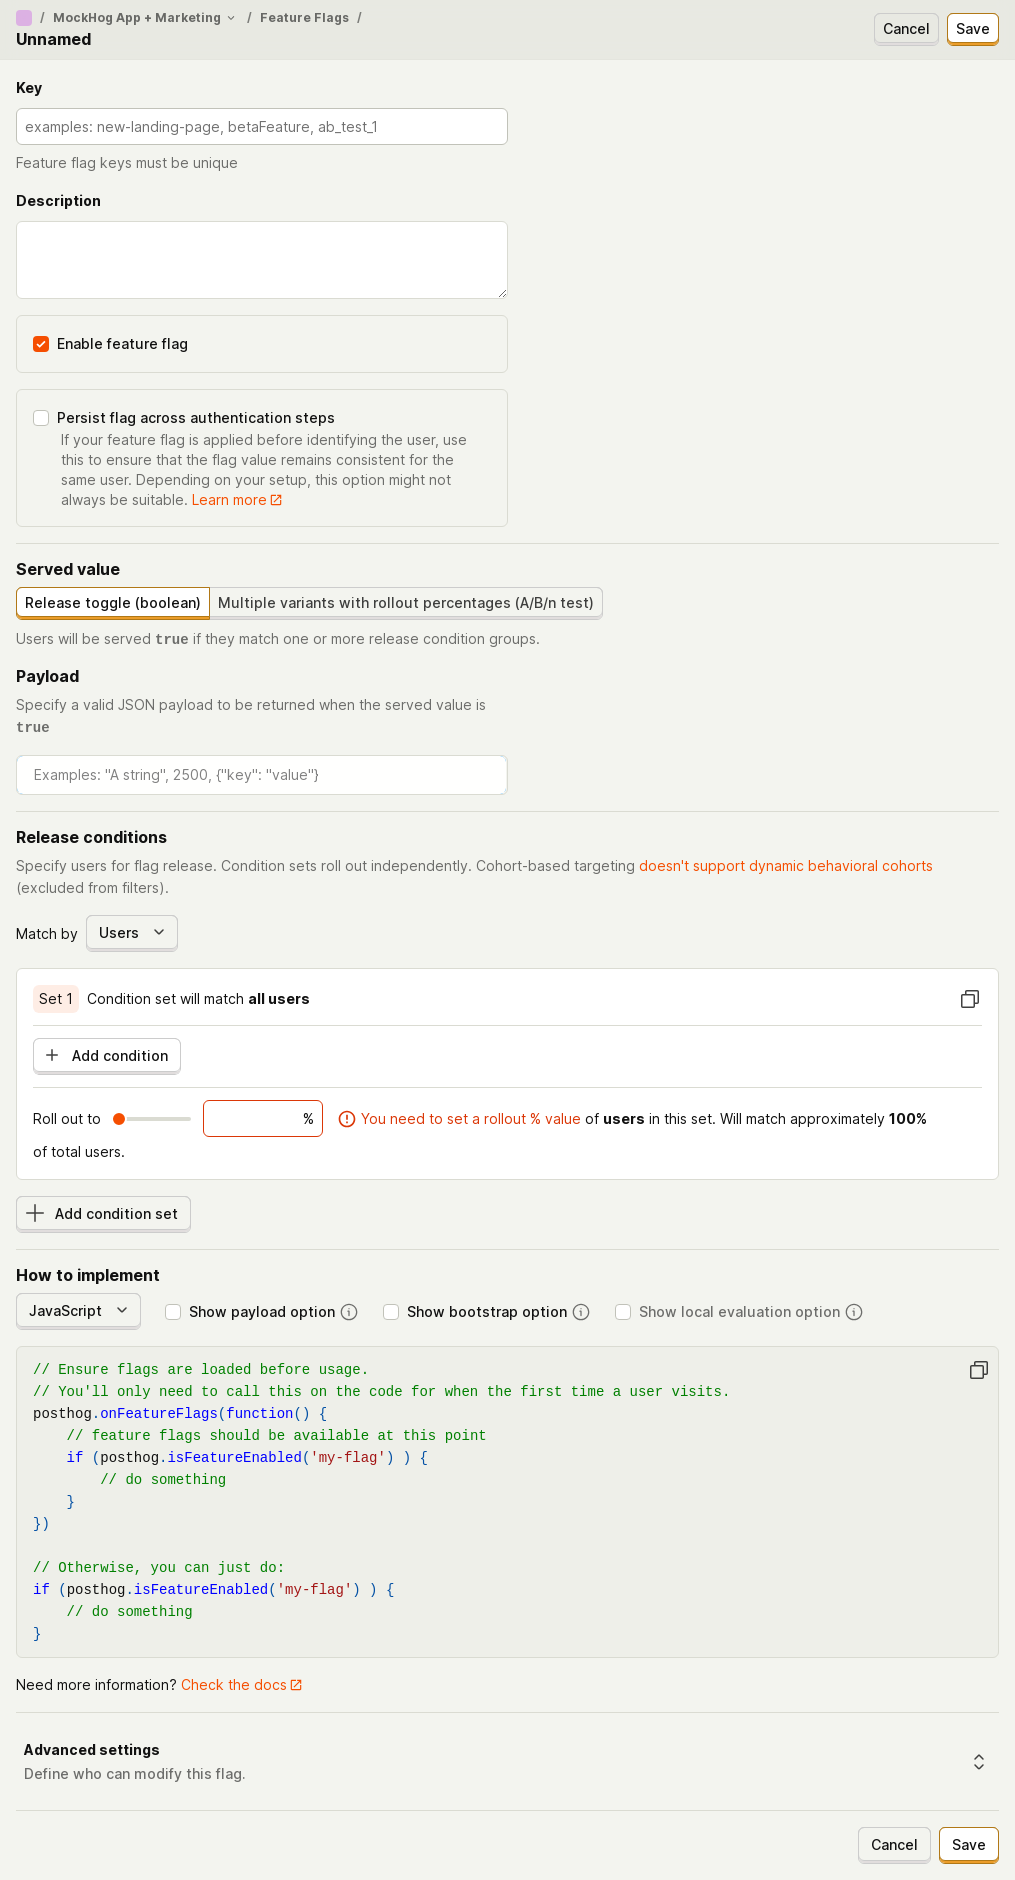 / MockHog App + Marketing / Feature Flags /
Unnamed
Cancel
Save
Key
examples: new-landing-page, betaFeature, ab_test_1
Feature flag keys must be unique
Description
Enable feature flag
Persist flag across authentication steps
If your feature flag is applied before identifying the user, use
this to ensure that the flag value remains consistent for the
same user. Depending on your setup, this option might not
always be suitable. Learn more
Served value
Release toggle (boolean)
Multiple variants with rollout percentages (A/B/n test)
Users will be served true if they match one or more release condition groups.
Payload
Specify a valid JSON payload to be returned when the served value is
true
Examples: "A string", 2500, {"key": "value"}
Release conditions
Specify users for flag release. Condition sets roll out independently. Cohort-based targeting doesn't support dynamic behavioral cohorts
(excluded from filters).
Match by Users
Set 1 Condition set will match all users
Add condition
Roll out to % You need to set a rollout % value of users in this set. Will match approximately 100%
of total users.
Add condition set
How to implement
JavaScript Show payload option Show bootstrap option Show local evaluation option
// Ensure flags are loaded before usage.
// You'll only need to call this on the code for when the first time a user visits.
posthog.onFeatureFlags(function() {
    // feature flags should be available at this point
    if (posthog.isFeatureEnabled('my-flag') ) {
        // do something
    }
})
// Otherwise, you can just do:
if (posthog.isFeatureEnabled('my-flag') ) {
    // do something
}
Need more information? Check the docs
Advanced settings
Define who can modify this flag.
Cancel
Save